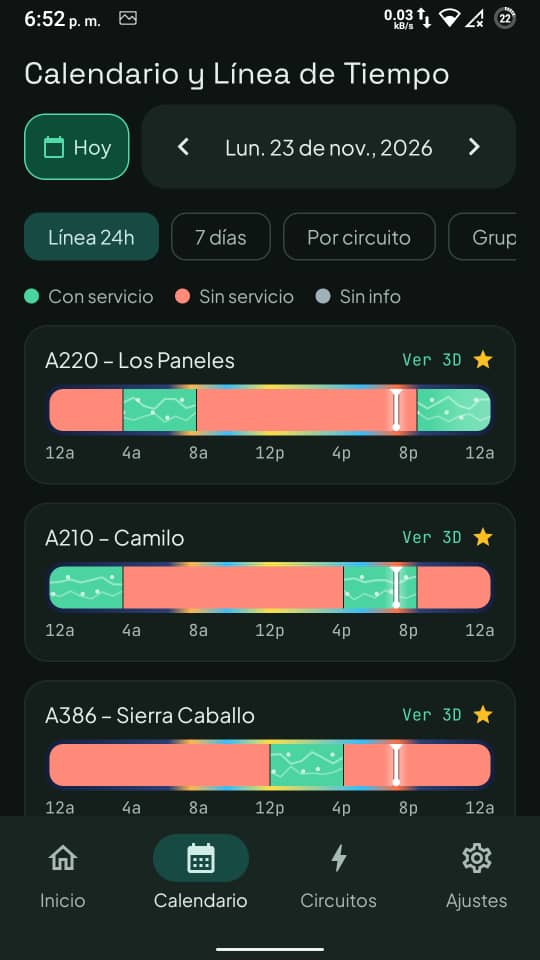 6:52 p. m.
0.03 kB/s
22
Calendario y Línea de Tiempo
Hoy
Lun. 23 de nov., 2026
Línea 24h
7 días
Por circuito
Grup
Con servicio
Sin servicio
Sin info
A220 – Los Paneles
Ver 3D
12a 4a 8a 12p 4p 8p 12a
A210 – Camilo
Ver 3D
12a 4a 8a 12p 4p 8p 12a
A386 – Sierra Caballo
Ver 3D
12a 4a 8a 12p 4p 8p 12a
Inicio
Calendario
Circuitos
Ajustes